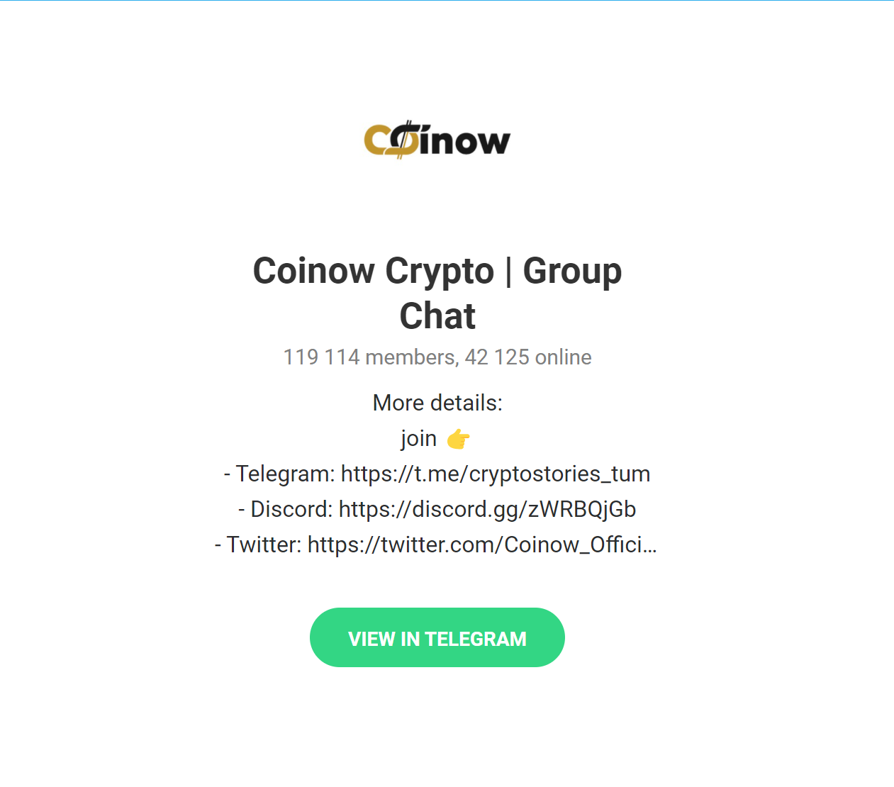 Coinow
Coinow Crypto | Group
Chat
119 114 members, 42 125 online
More details:
join 👉
- Telegram: https://t.me/cryptostories_tum
- Discord: https://discord.gg/zWRBQjGb
- Twitter: https://twitter.com/Coinow_Offici...
VIEW IN TELEGRAM